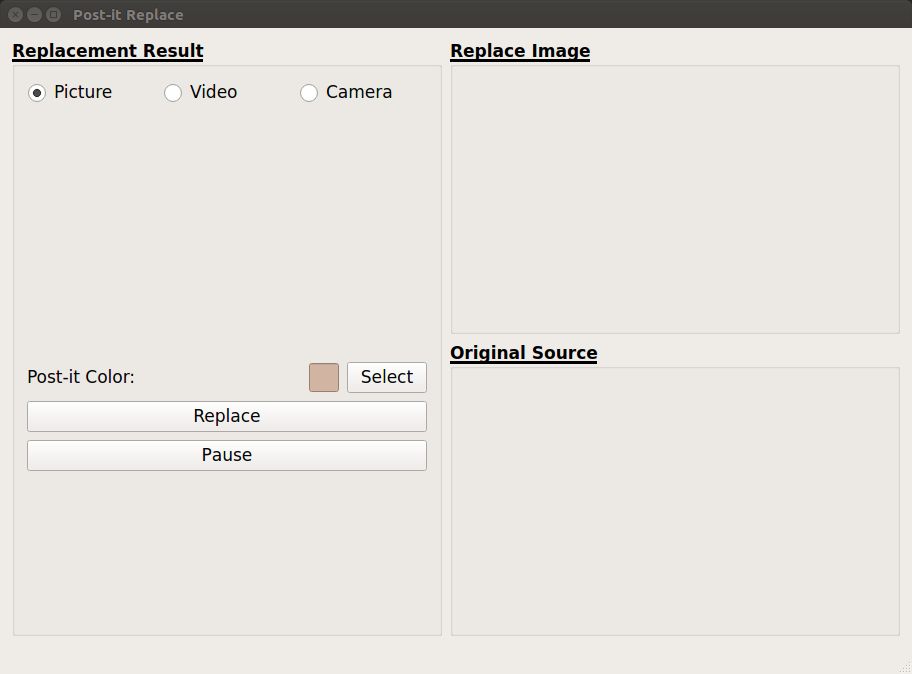 Post-it Replace
Replacement Result
Picture Video Camera
Post-it Color: Select
Replace
Pause
Replace Image
Original Source